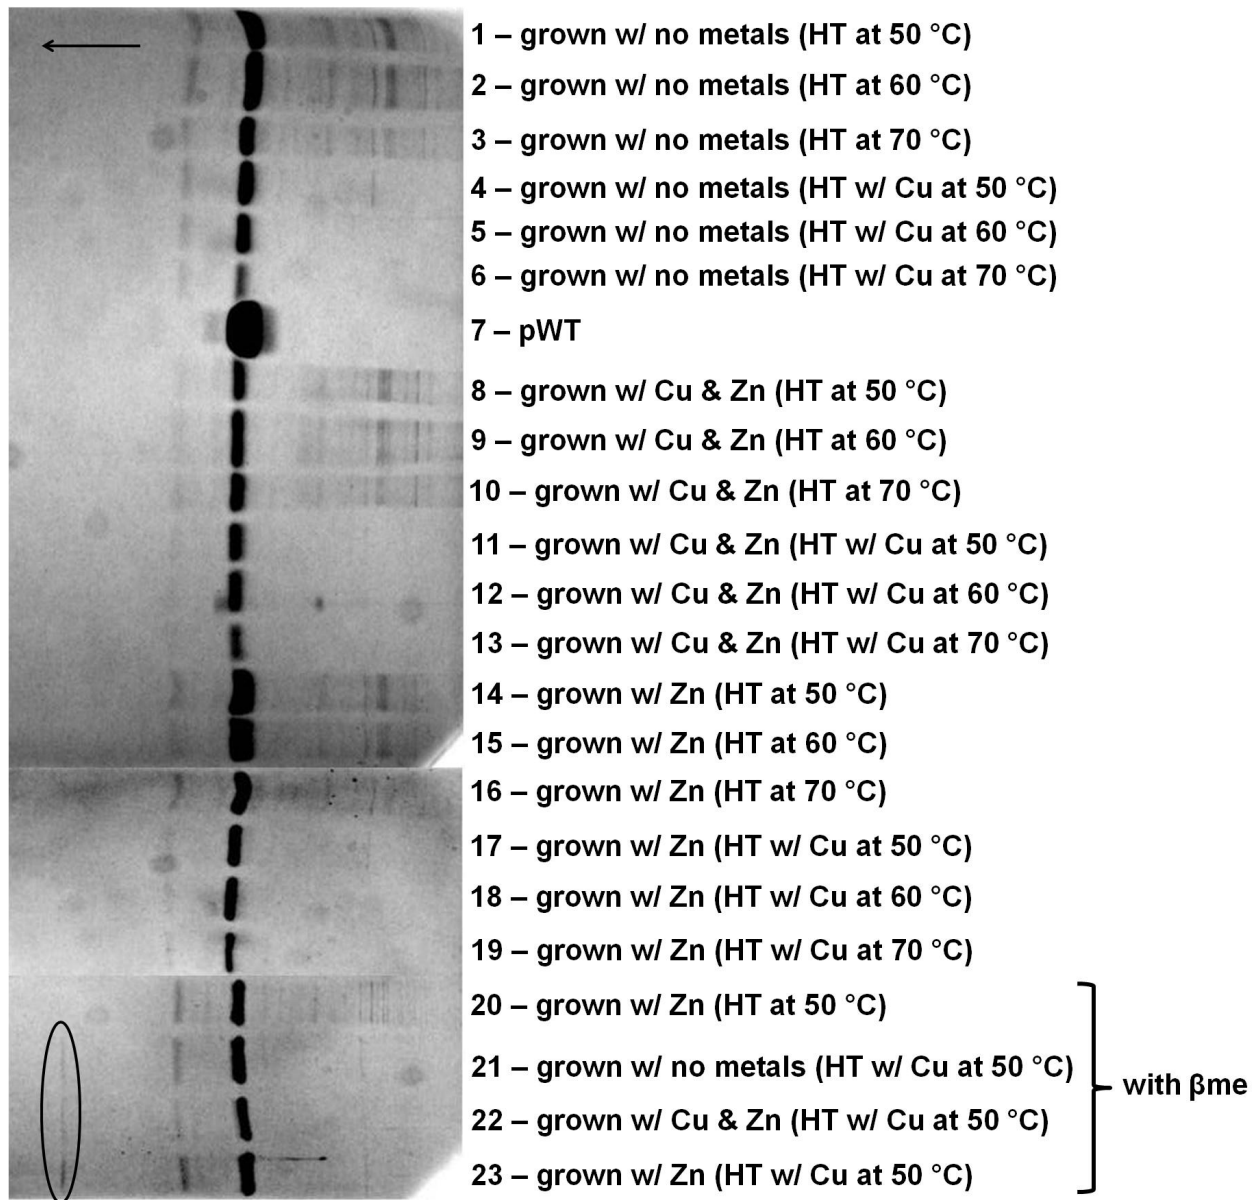 1 – grown w/ no metals (HT at 50 °C)
2 – grown w/ no metals (HT at 60 °C)
3 – grown w/ no metals (HT at 70 °C)
4 – grown w/ no metals (HT w/ Cu at 50 °C)
5 – grown w/ no metals (HT w/ Cu at 60 °C)
6 – grown w/ no metals (HT w/ Cu at 70 °C)
7 – pWT
8 – grown w/ Cu & Zn (HT at 50 °C)
9 – grown w/ Cu & Zn (HT at 60 °C)
10 – grown w/ Cu & Zn (HT at 70 °C)
11 – grown w/ Cu & Zn (HT w/ Cu at 50 °C)
12 – grown w/ Cu & Zn (HT w/ Cu at 60 °C)
13 – grown w/ Cu & Zn (HT w/ Cu at 70 °C)
14 – grown w/ Zn (HT at 50 °C)
15 – grown w/ Zn (HT at 60 °C)
16 – grown w/ Zn (HT at 70 °C)
17 – grown w/ Zn (HT w/ Cu at 50 °C)
18 – grown w/ Zn (HT w/ Cu at 60 °C)
19 – grown w/ Zn (HT w/ Cu at 70 °C)
20 – grown w/ Zn (HT at 50 °C)
21 – grown w/ no metals (HT w/ Cu at 50 °C)
with βme
22 – grown w/ Cu & Zn (HT w/ Cu at 50 °C)
23 – grown w/ Zn (HT w/ Cu at 50 °C)